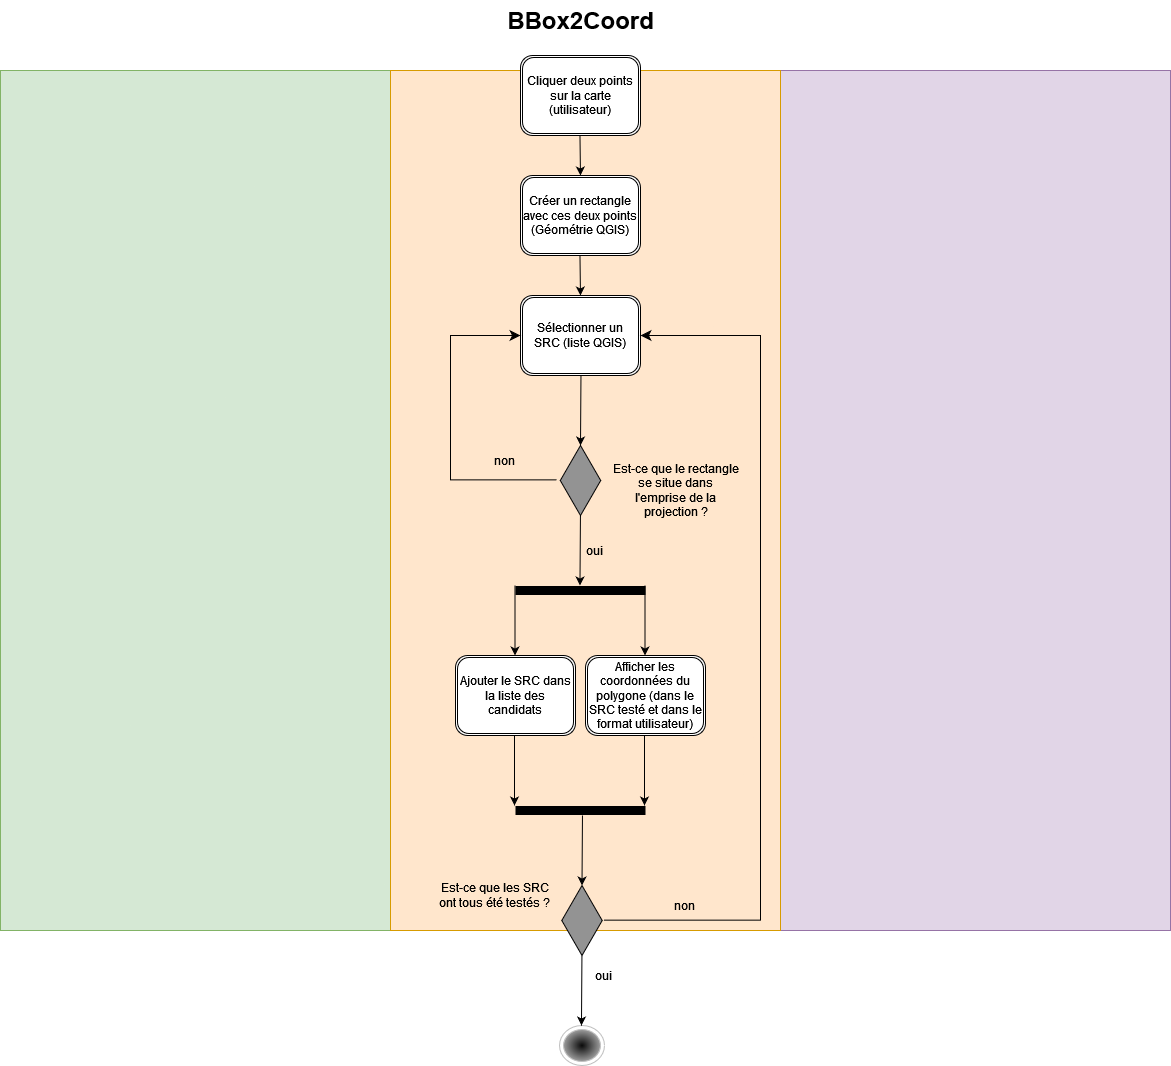 BBox2Coord
Cliquer deux points
sur la carte
(utilisateur)
Créer un rectangle
avec ces deux points
(Géométrie QGIS)
Sélectionner un
SRC (liste QGIS)
non
Est-ce que le rectangle
se situe dans
l'emprise de la
projection ?
oui
Ajouter le SRC dans
la liste des
candidats
Afficher les
coordonnées du
polygone (dans le
SRC testé et dans le
format utilisateur)
Est-ce que les SRC
ont tous été testés ?
non
oui